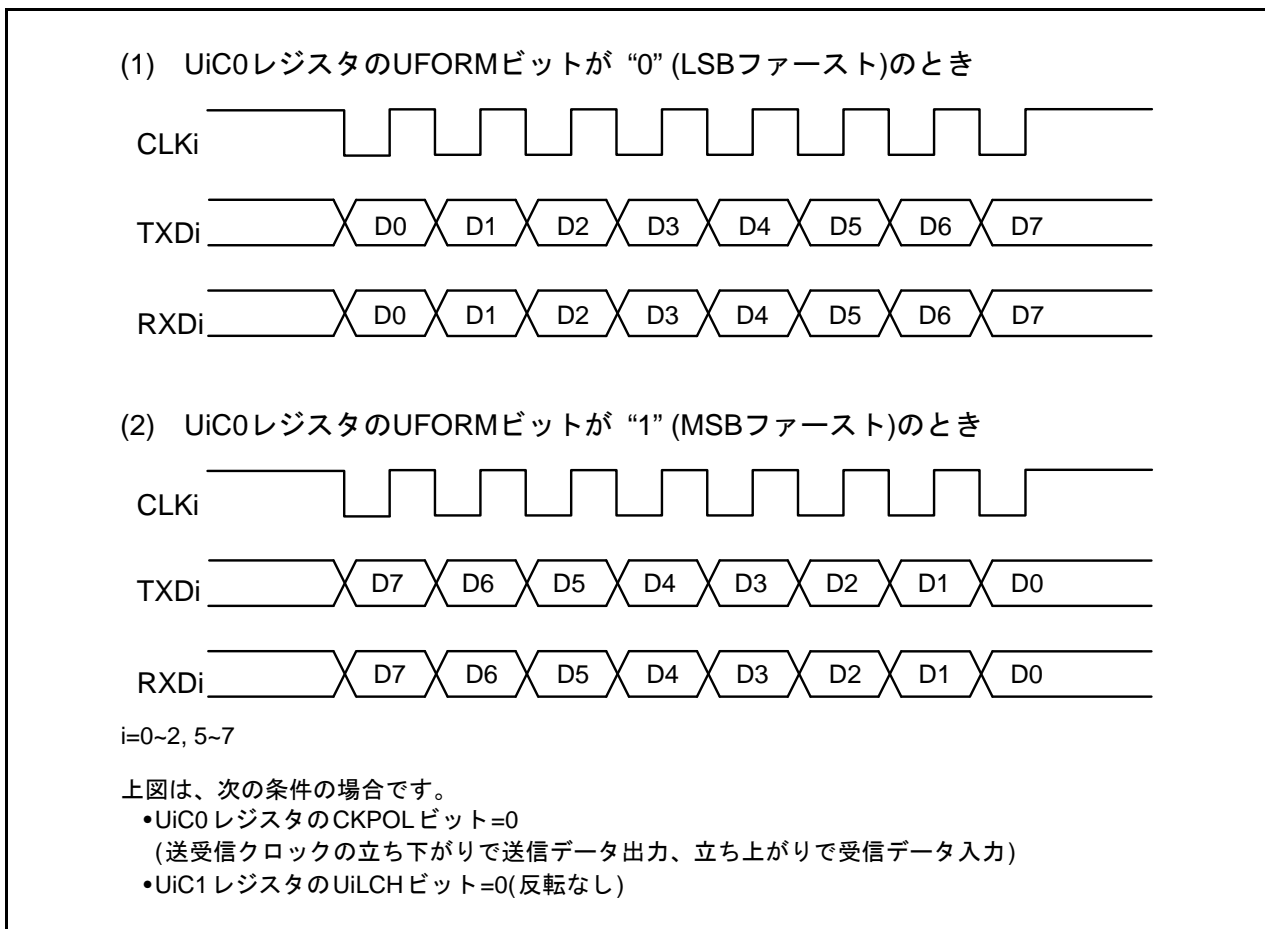 (1) UiC0レジスタのUFORMビットが “0” (LSBファースト)のとき
CLKi
TXDi D0 D1 D2 D3 D4 D5 D6 D7
RXDi D0 D1 D2 D3 D4 D5 D6 D7
(2) UiC0レジスタのUFORMビットが “1” (MSBファースト)のとき
CLKi
TXDi D7 D6 D5 D4 D3 D2 D1 D0
RXDi D7 D6 D5 D4 D3 D2 D1 D0
i=0~2, 5~7
上図は、次の条件の場合です。
•UiC0レジスタのCKPOLビット=0
(送受信クロックの立ち下がりで送信データ出力、立ち上がりで受信データ入力)
•UiC1レジスタのUiLCHビット=0(反転なし)